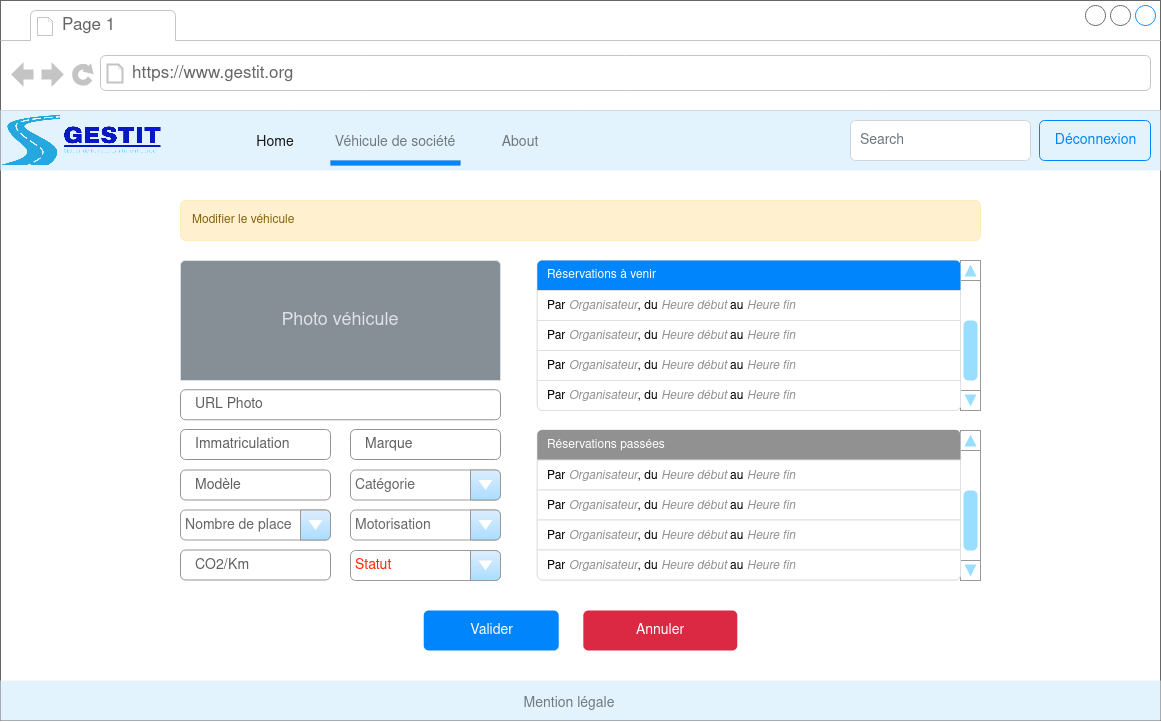 Page 1
https://www.gestit.org
GESTIT
Home
Véhicule de société
About
Search
Déconnexion
Modifier le véhicule
Photo véhicule
URL Photo
Immatriculation
Marque
Modèle
Catégorie
Nombre de place
Motorisation
CO2/Km
Statut
Réservations à venir
Par Organisateur, du Heure début au Heure fin
Par Organisateur, du Heure début au Heure fin
Par Organisateur, du Heure début au Heure fin
Par Organisateur, du Heure début au Heure fin
Réservations passées
Par Organisateur, du Heure début au Heure fin
Par Organisateur, du Heure début au Heure fin
Par Organisateur, du Heure début au Heure fin
Par Organisateur, du Heure début au Heure fin
Valider
Annuler
Mention légale